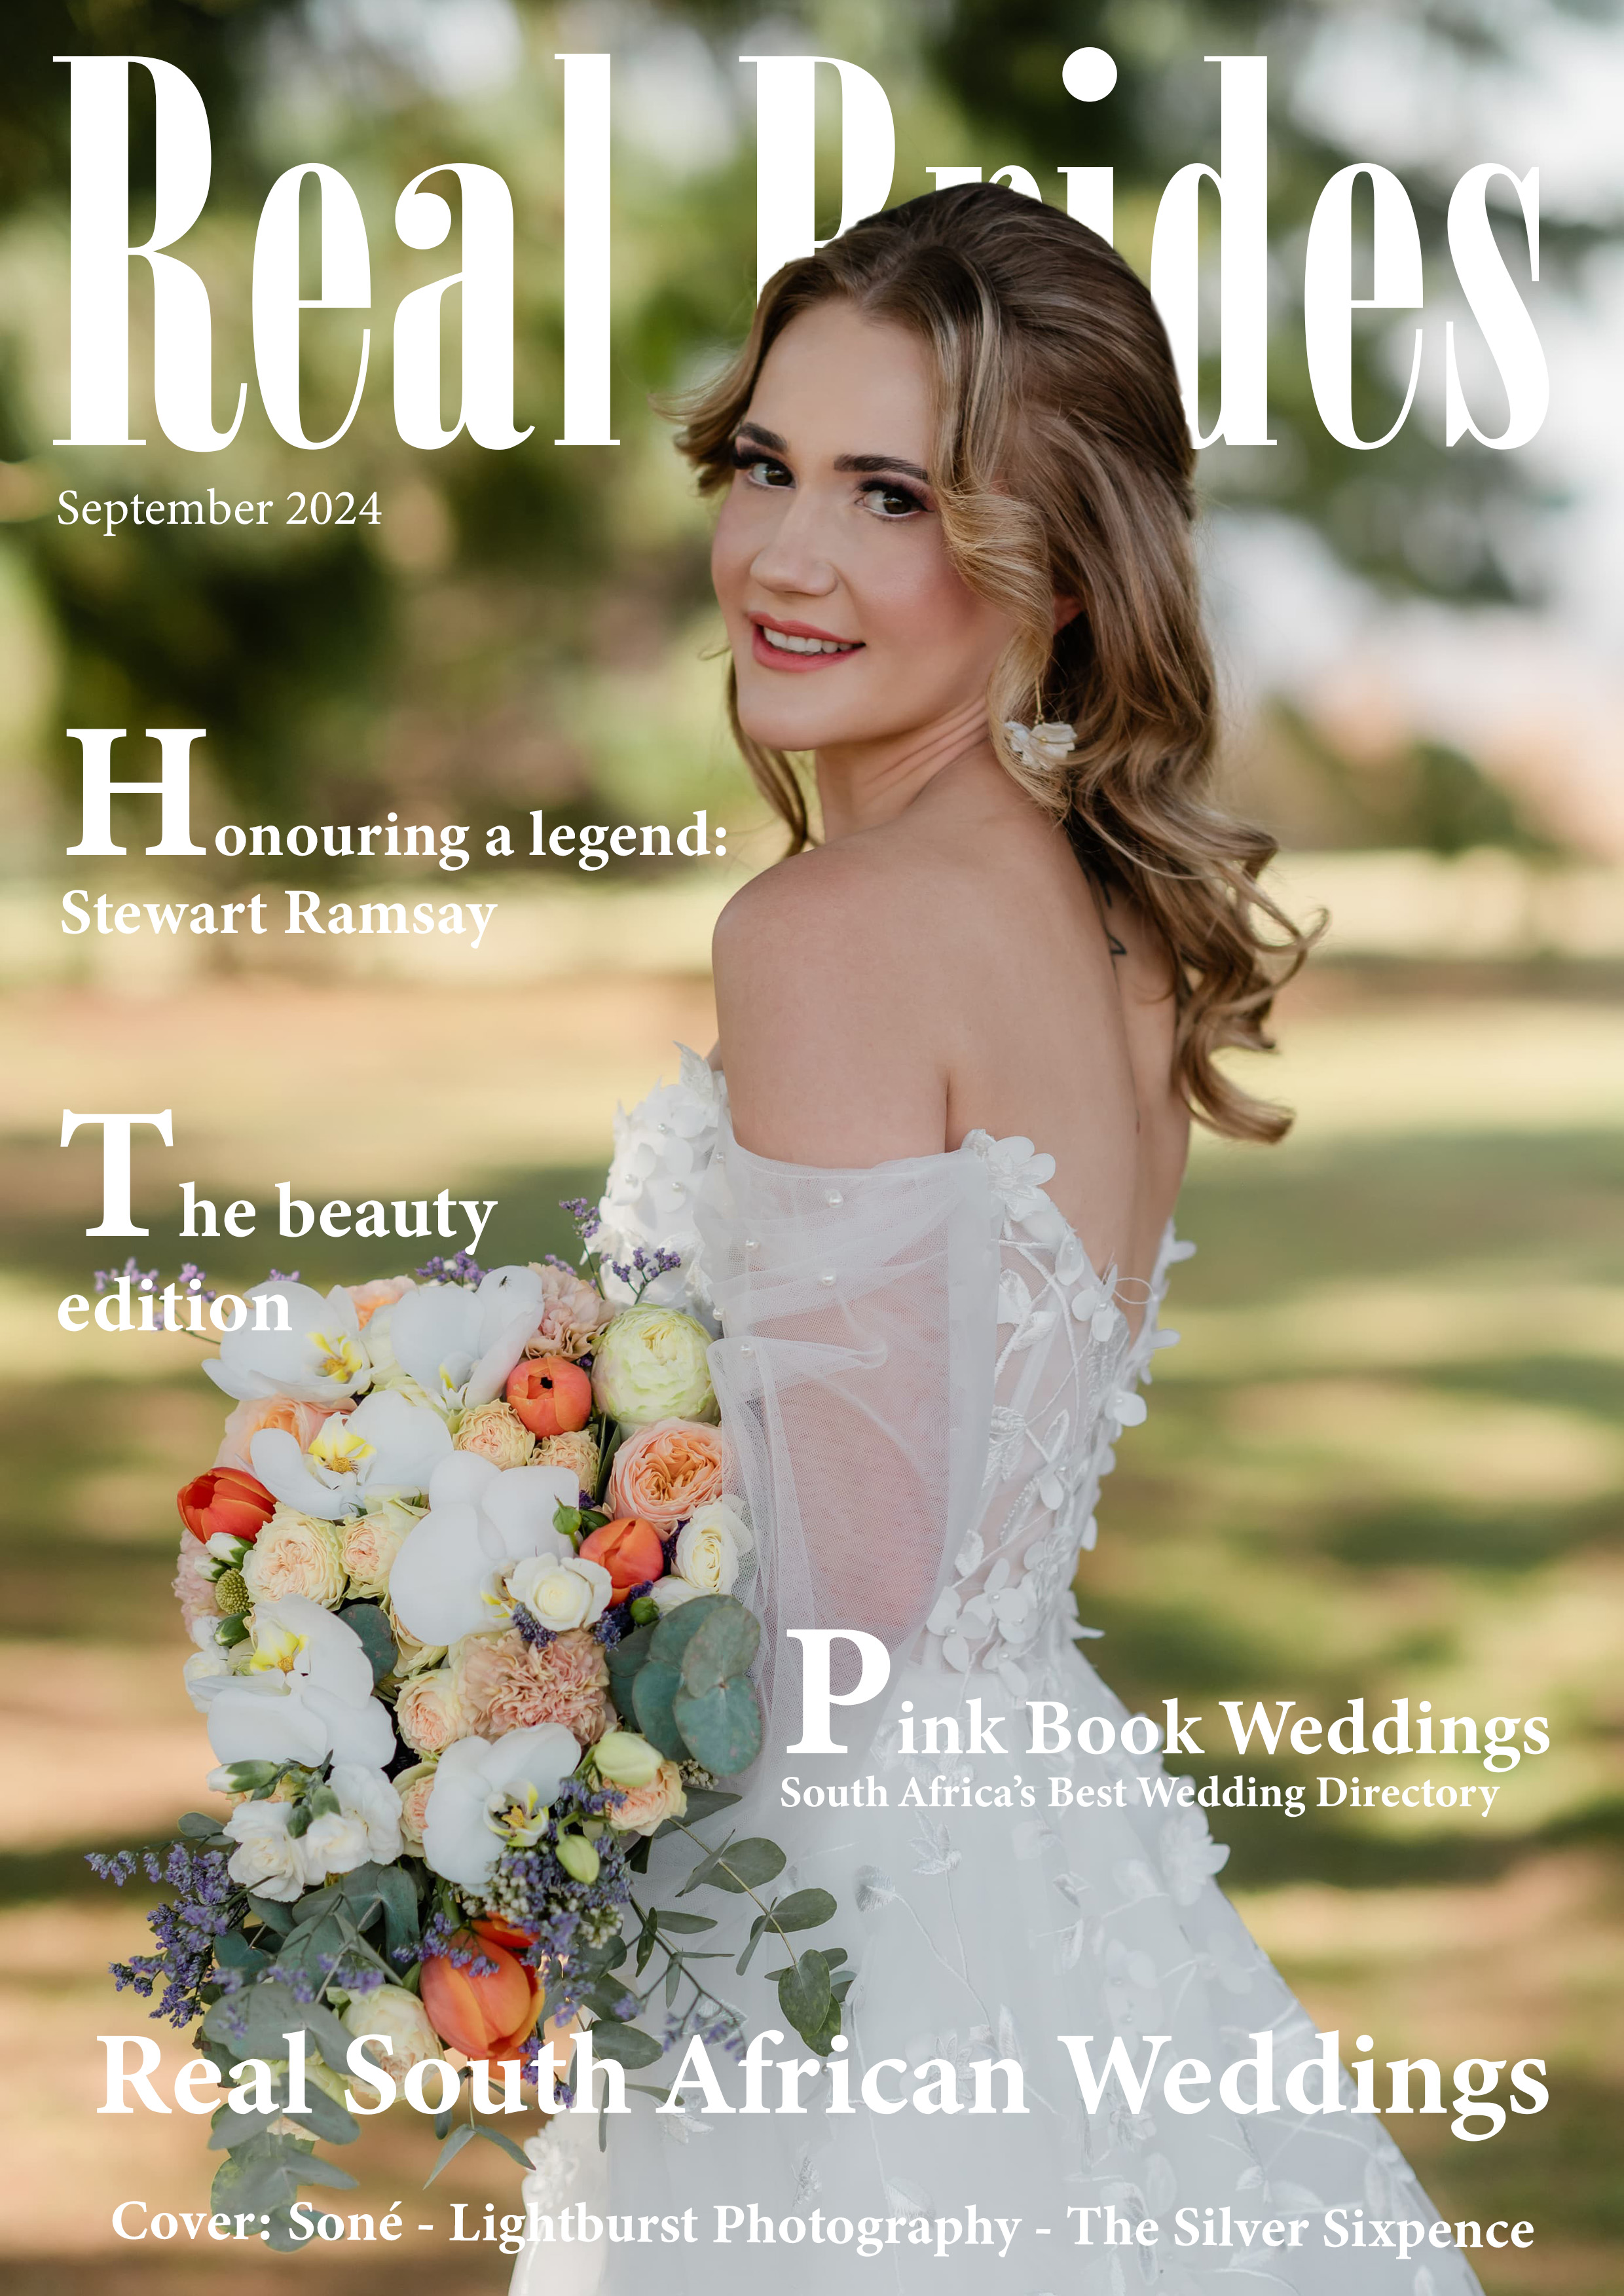 Real Brides
September 2024
Honouring a legend:
Stewart Ramsay
The beauty
edition
Pink Book Weddings
South Africa’s Best Wedding Directory
Real South African Weddings
Cover: Soné - Lightburst Photography - The Silver Sixpence